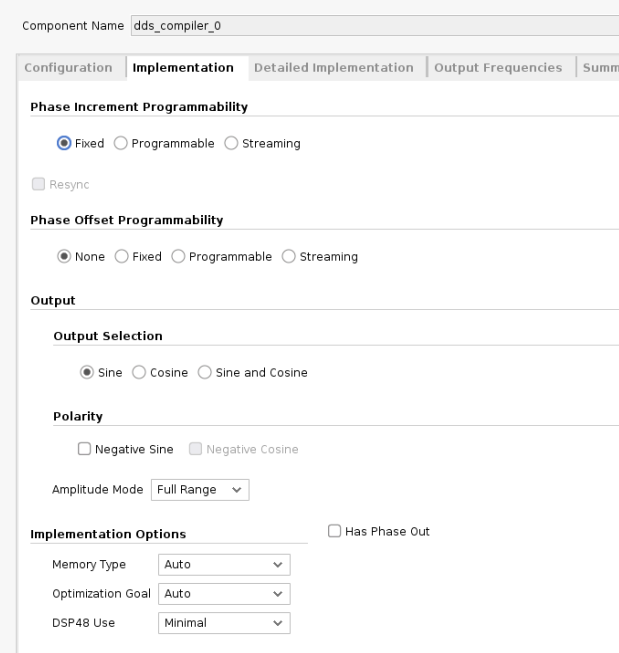 Component Name dds_compiler_0
Configuration Implementation Detailed Implementation Output Frequencies Summ
Phase Increment Programmability
Fixed Programmable Streaming
Resync
Phase Offset Programmability
None Fixed Programmable Streaming
Output
Output Selection
Sine Cosine Sine and Cosine
Polarity
Negative Sine Negative Cosine
Amplitude Mode Full Range
Implementation Options
Has Phase Out
Memory Type Auto
Optimization Goal Auto
DSP48 Use Minimal